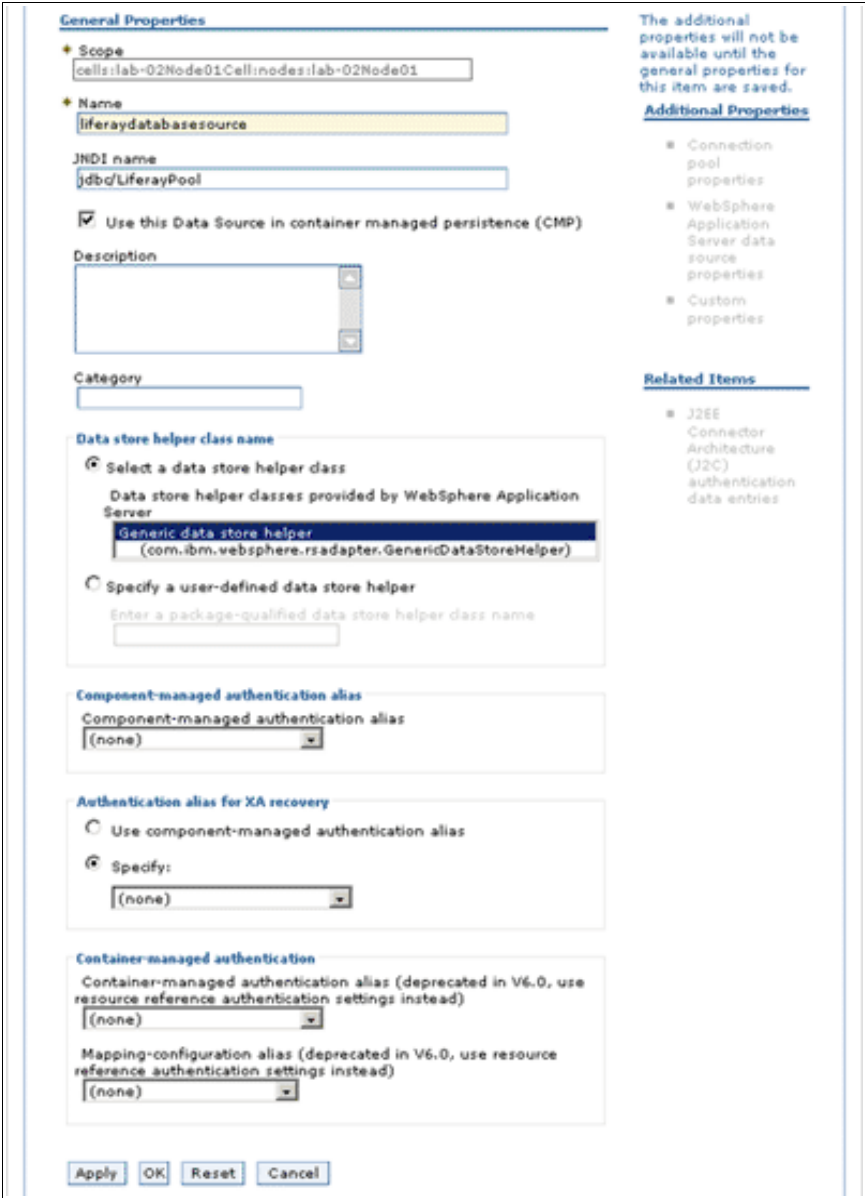 General Properties
Scope
cells:lab-02Node01Cell:nodes:lab-02Node01
Name
liferaydatabasesource
JNDI name
jdbc/LiferayPool
Use this Data Source in container managed persistence (CMP)
Description
Category
Data store helper class name
Select a data store helper class
Data store helper classes provided by WebSphere Application
Server
Generic data store helper
(com.ibm.websphere.rsadapter.GenericDataStoreHelper)
Specify a user-defined data store helper
Enter a package-qualified data store helper class name
Component-managed authentication alias
Component-managed authentication alias
(none)
Authentication alias for XA recovery
Use component-managed authentication alias
Specify:
(none)
Container-managed authentication
Container-managed authentication alias (deprecated in V6.0, use
resource reference authentication settings instead)
(none)
Mapping-configuration alias (deprecated in V6.0, use resource
reference authentication settings instead)
(none)
Apply OK Reset Cancel
The additional
properties will not be
available until the
general properties for
this item are saved.
Additional Properties
Connection
pool
properties
WebSphere
Application
Server data
source
properties
Custom
properties
Related Items
J2EE
Connector
Architecture
(J2C)
authentication
data entries